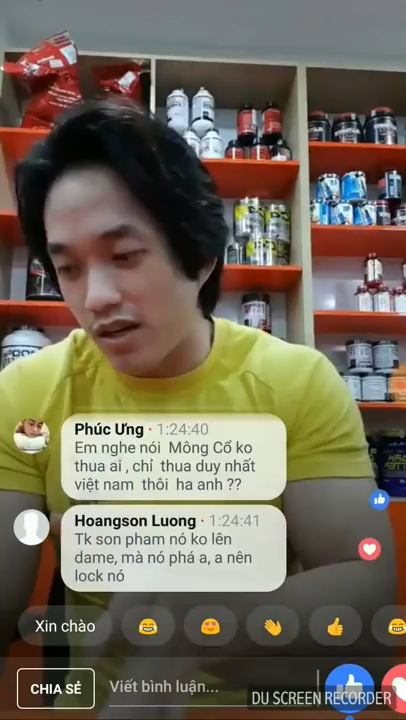 Phúc Ưng · 1:24:40
Em nghe nói Mông Cổ ko
thua ai , chỉ thua duy nhất
việt nam thôi ha anh ??
Hoangson Luong · 1:24:41
Tk son pham nó ko lên
dame, mà nó phá a, a nên
lock nó
Xin chào
CHIA SẺ
Viết bình luận...
DU SCREEN RECORDER